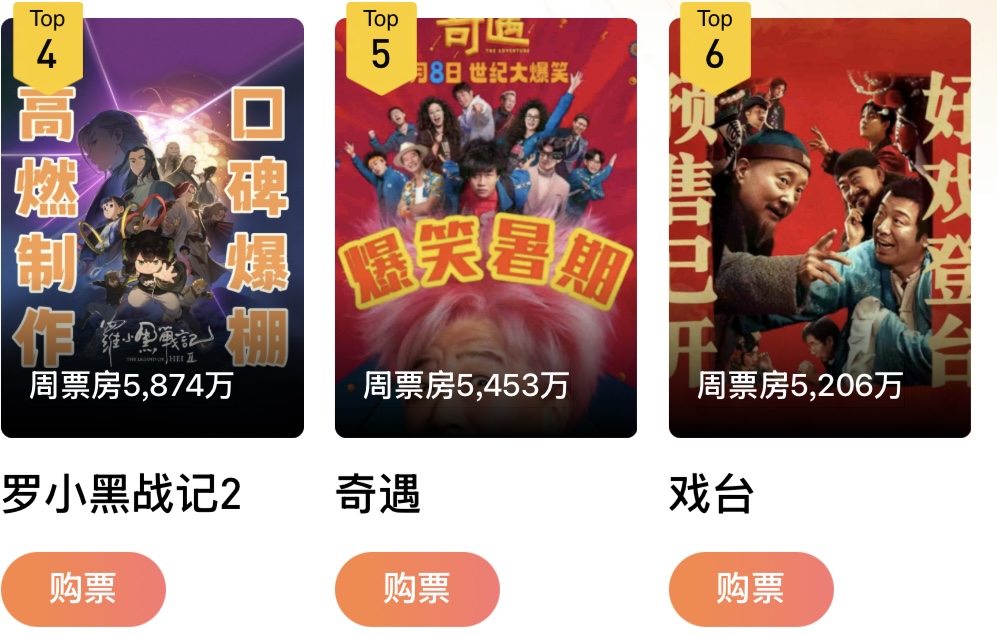 Top
4
高燃制作
口碑爆棚
羅小黑戰記
THE LEGEND OF HEI II
周票房5,874万
罗小黑战记2
购票
Top
5
奇遇
THE ADVENTURE
月8日 世纪大爆笑
爆笑暑期
周票房5,453万
奇遇
购票
Top
6
预售已开
好戏登台
周票房5,206万
戏台
购票